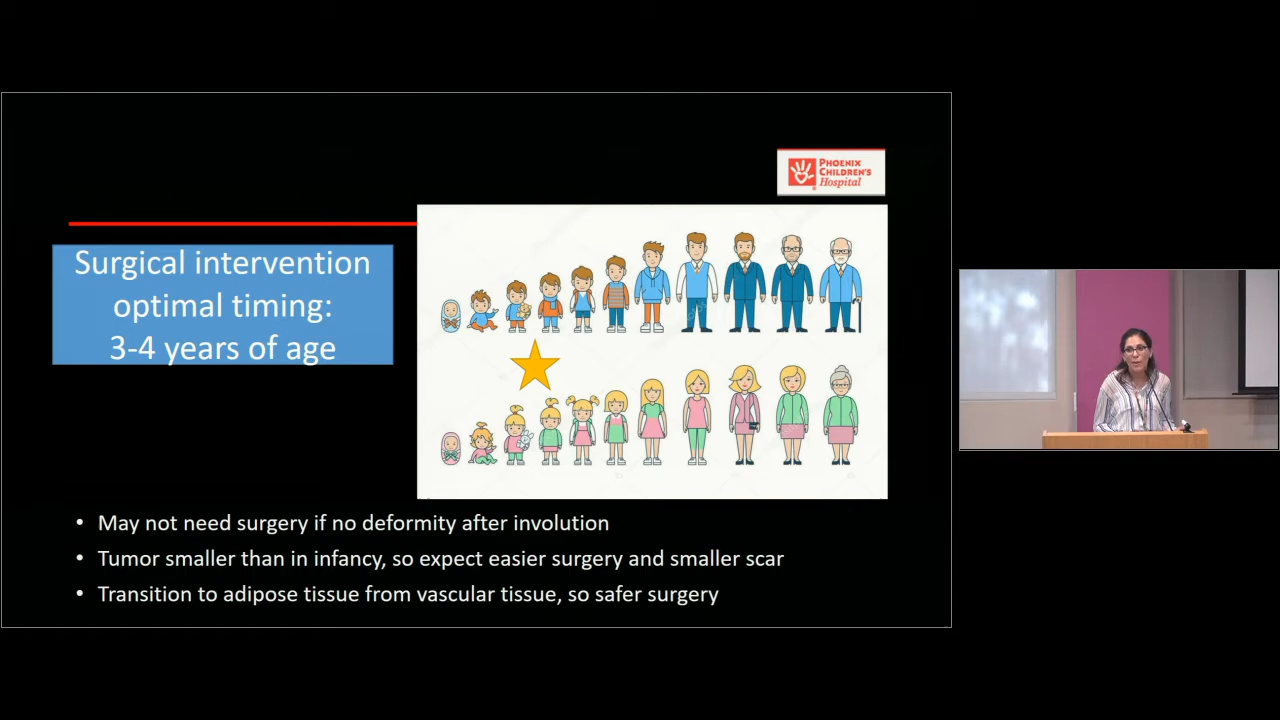 PHOENIX
CHILDREN'S
Hospital
Surgical intervention
optimal timing:
3-4 years of age
• May not need surgery if no deformity after involution
• Tumor smaller than in infancy, so expect easier surgery and smaller scar
• Transition to adipose tissue from vascular tissue, so safer surgery